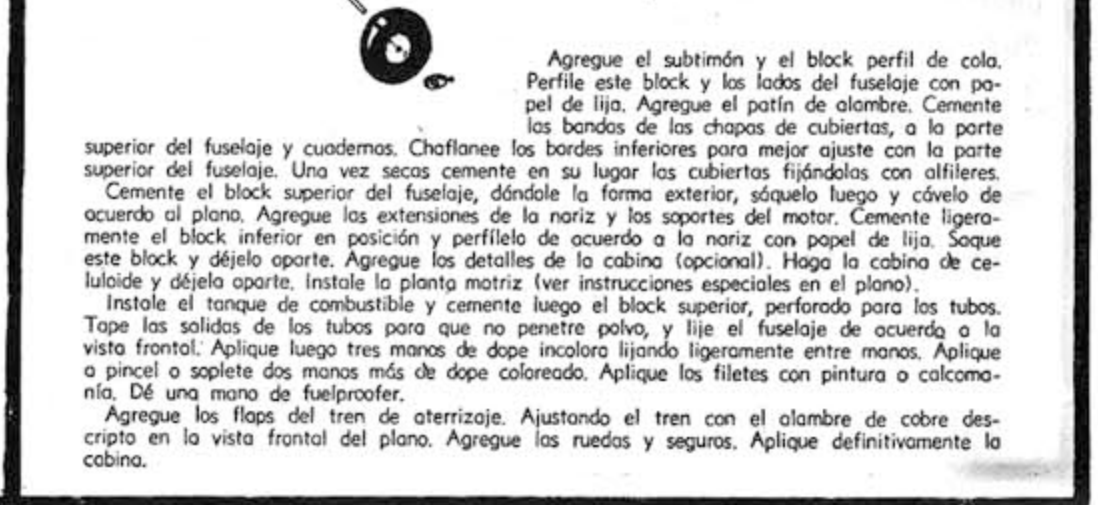 Agregue el subtimón y el block perfil de cola.
Perfile este block y los lados del fuselaje con pa-
pel de lija. Agregue el patín de alambre. Cemente
las bandas de las chapas de cubiertas, a la parte
superior del fuselaje y cuadernas. Chaflanee los bordes inferiores para mejor ajuste con la parte
superior del fuselaje. Una vez secas cemente en su lugar las cubiertas fijándolas con alfileres.
Cemente el block superior del fuselaje, dándole la forma exterior, sáquelo luego y cávelo de
acuerdo al plano. Agregue las extensiones de la nariz y los soportes del motor. Cemente ligera-
mente el block inferior en posición y perfílelo de acuerdo a la nariz con papel de lija. Saque
este block y déjelo aparte. Agregue los detalles de la cabina (opcional). Haga la cabina de ce-
luloide y déjela aparte. Instale la planta motriz (ver instrucciones especiales en el plano).
Instale el tanque de combustible y cemente luego el block superior, perforado para los tubos.
Tape las salidas de los tubos para que no penetre polvo, y lije el fuselaje de acuerdo a la
vista frontal. Aplique luego tres manos de dope incoloro lijando ligeramente entre manos. Aplique
a pincel o soplete dos manos más de dope coloreado. Aplique los filetes con pintura o calcoma-
nía. Dé una mano de fuelproofer.
Agregue los flaps del tren de aterrizaje. Ajustando el tren con el alambre de cobre des-
cripto en la vista frontal del plano. Agregue las ruedas y seguros. Aplique definitivamente la
cabina.